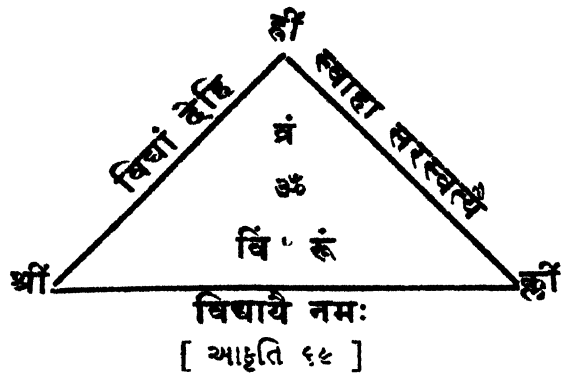 ह्रीं
विद्यां देहि
स्वाहा सरस्वत्यै
व्रं
ॐ
विं रूं
श्रीं
क्लीं
विद्यायै नमः
[ આકૃતિ ૬૯ ]